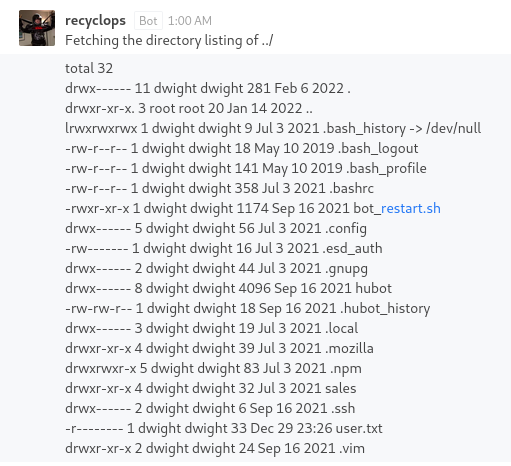 recyclops Bot 1:00 AM
Fetching the directory listing of ../
total 32
drwx------ 11 dwight dwight 281 Feb 6 2022 .
drwxr-xr-x. 3 root root 20 Jan 14 2022 ..
lrwxrwxrwx 1 dwight dwight 9 Jul 3 2021 .bash_history -> /dev/null
-rw-r--r-- 1 dwight dwight 18 May 10 2019 .bash_logout
-rw-r--r-- 1 dwight dwight 141 May 10 2019 .bash_profile
-rw-r--r-- 1 dwight dwight 358 Jul 3 2021 .bashrc
-rwxr-xr-x 1 dwight dwight 1174 Sep 16 2021 bot_restart.sh
drwx------ 5 dwight dwight 56 Jul 3 2021 .config
-rw------- 1 dwight dwight 16 Jul 3 2021 .esd_auth
drwx------ 2 dwight dwight 44 Jul 3 2021 .gnupg
drwx------ 8 dwight dwight 4096 Sep 16 2021 hubot
-rw-rw-r-- 1 dwight dwight 18 Sep 16 2021 .hubot_history
drwx------ 3 dwight dwight 19 Jul 3 2021 .local
drwxr-xr-x 4 dwight dwight 39 Jul 3 2021 .mozilla
drwxrwxr-x 5 dwight dwight 83 Jul 3 2021 .npm
drwxr-xr-x 4 dwight dwight 32 Jul 3 2021 sales
drwx------ 2 dwight dwight 6 Sep 16 2021 .ssh
-r-------- 1 dwight dwight 33 Dec 29 23:26 user.txt
drwxr-xr-x 2 dwight dwight 24 Sep 16 2021 .vim